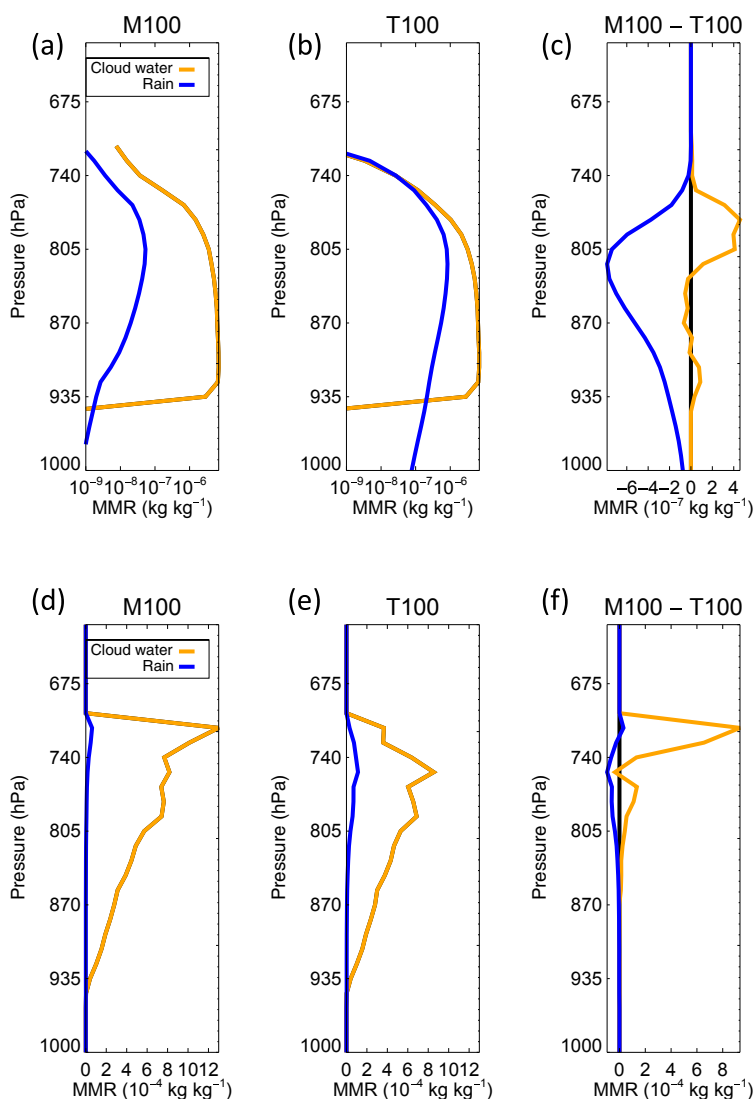 (a) M100
(b) T100
(c) M100 – T100
Cloud water
Rain
675
740
805
870
935
1000
Pressure (hPa)
10⁻⁹ 10⁻⁸ 10⁻⁷ 10⁻⁶
MMR (kg kg⁻¹)
675
740
805
870
935
1000
Pressure (hPa)
10⁻⁹ 10⁻⁸ 10⁻⁷ 10⁻⁶
MMR (kg kg⁻¹)
675
740
805
870
935
1000
Pressure (hPa)
−6 −4 −2 0 2 4
MMR (10⁻⁷ kg kg⁻¹)
(d) M100
(e) T100
(f) M100 – T100
Cloud water
Rain
675
740
805
870
935
1000
Pressure (hPa)
0 2 4 6 8 10 12
MMR (10⁻⁴ kg kg⁻¹)
675
740
805
870
935
1000
Pressure (hPa)
0 2 4 6 8 10 12
MMR (10⁻⁴ kg kg⁻¹)
675
740
805
870
935
1000
Pressure (hPa)
0 2 4 6 8
MMR (10⁻⁴ kg kg⁻¹)